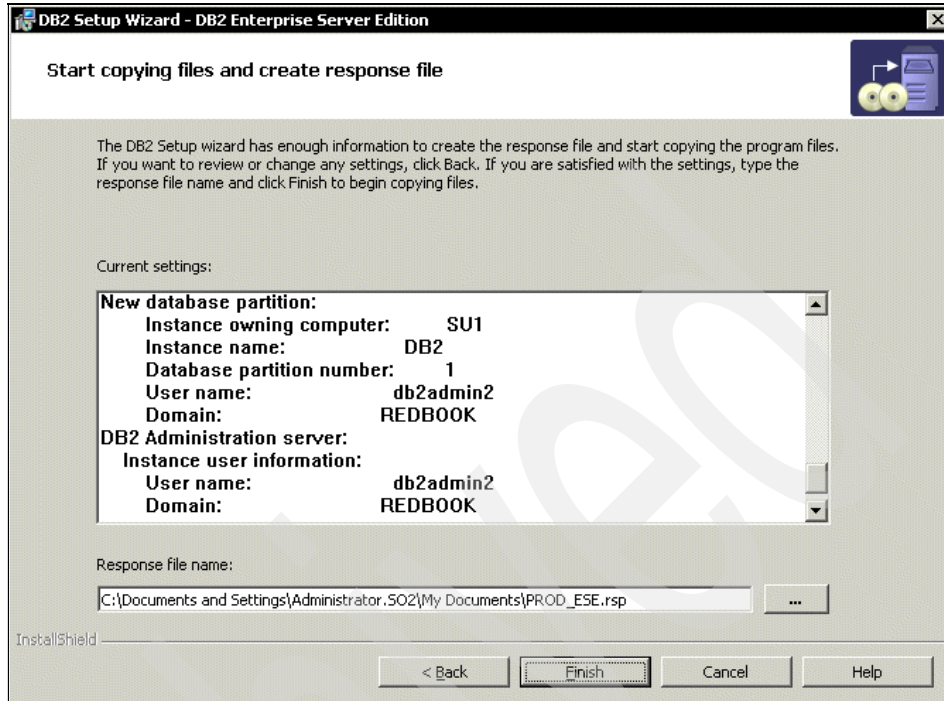 DB2 Setup Wizard - DB2 Enterprise Server Edition
Start copying files and create response file
The DB2 Setup wizard has enough information to create the response file and start copying the program files.
If you want to review or change any settings, click Back. If you are satisfied with the settings, type the
response file name and click Finish to begin copying files.
Current settings:
New database partition:
Instance owning computer: SU1
Instance name: DB2
Database partition number: 1
User name: db2admin2
Domain: REDBOOK
DB2 Administration server:
Instance user information:
User name: db2admin2
Domain: REDBOOK
Response file name:
C:\Documents and Settings\Administrator.SO2\My Documents\PROD_ESE.rsp
...
InstallShield
< Back Finish Cancel Help